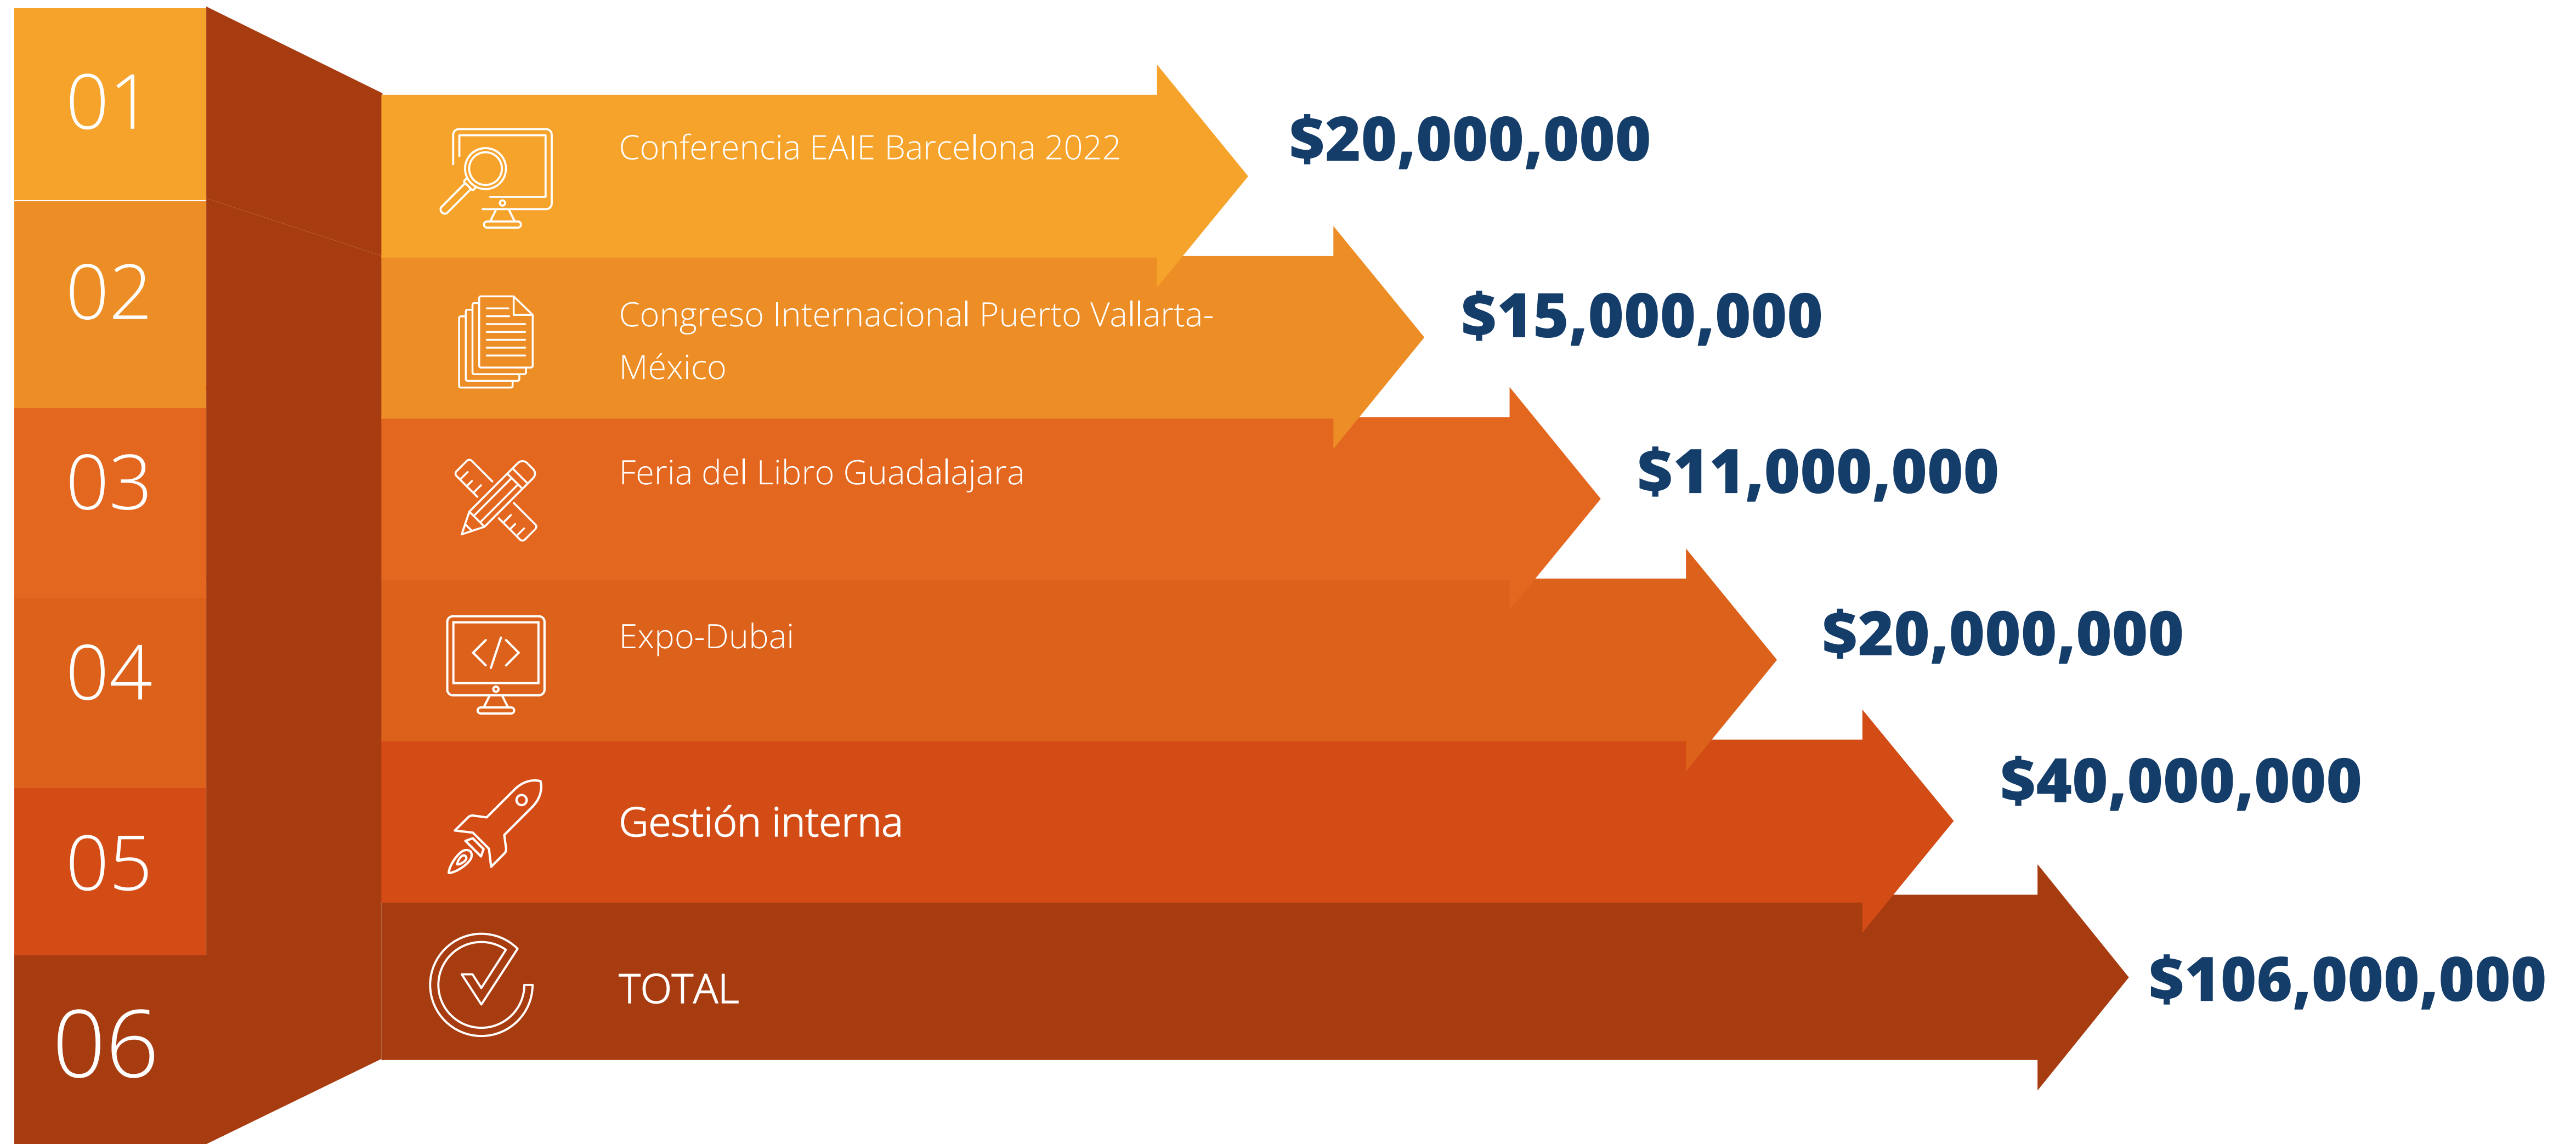 01
Conferencia EAIE Barcelona 2022
$20,000,000
02
Congreso Internacional Puerto Vallarta-
México
$15,000,000
03
Feria del Libro Guadalajara
$11,000,000
04
Expo-Dubai
$20,000,000
05
Gestión interna
$40,000,000
06
TOTAL
$106,000,000